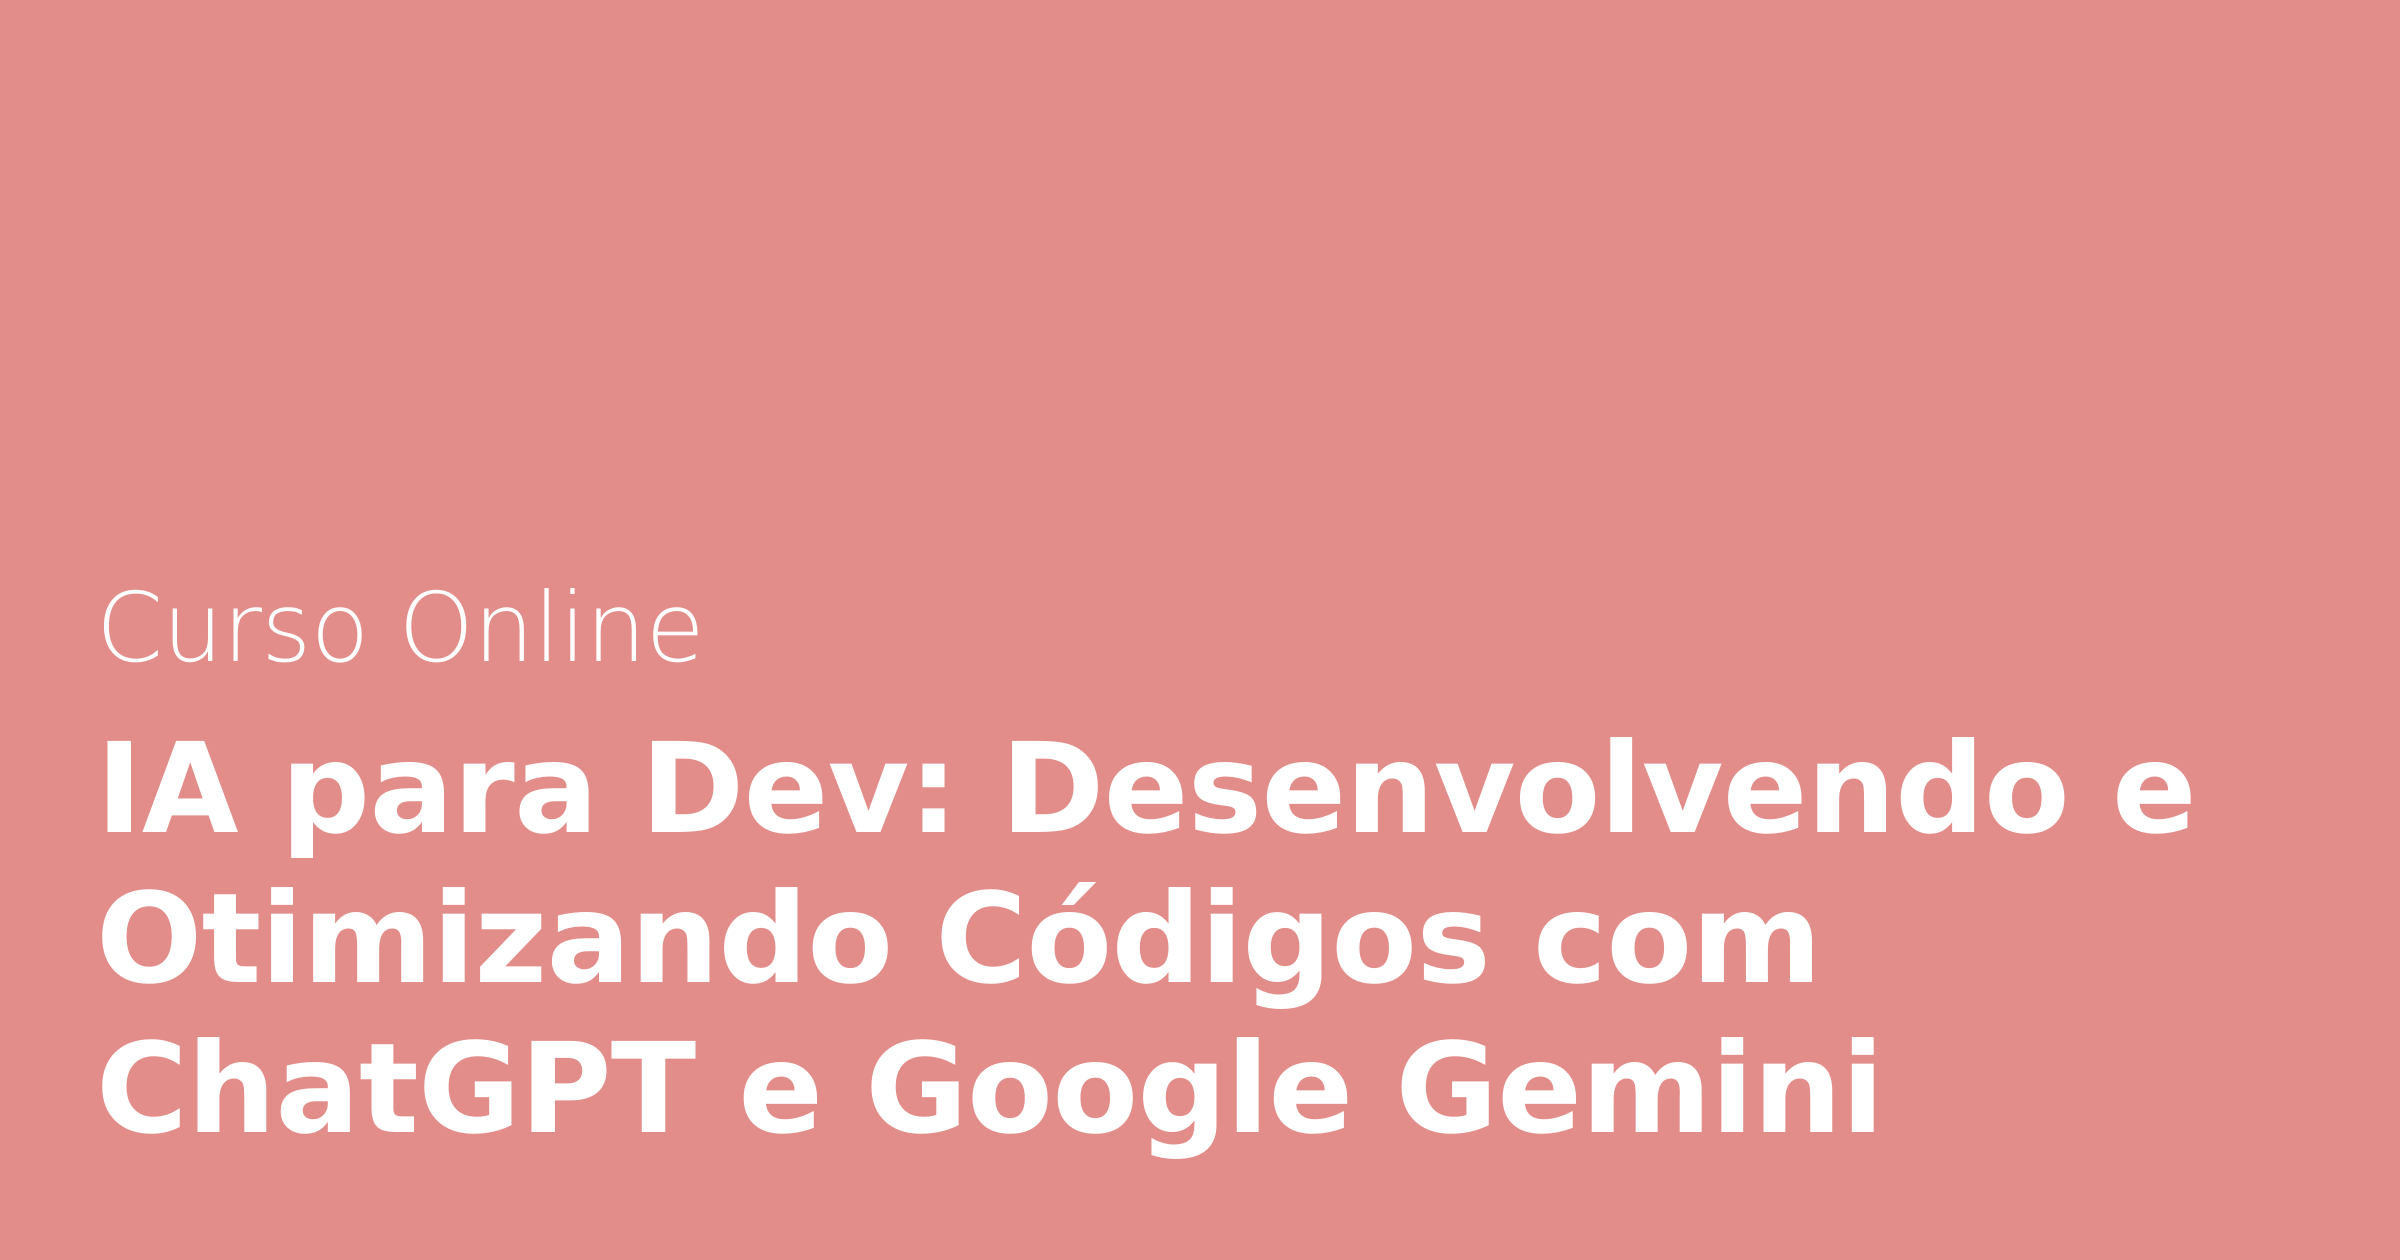 Curso Online
IA para Dev: Desenvolvendo e
Otimizando Códigos com
ChatGPT e Google Gemini